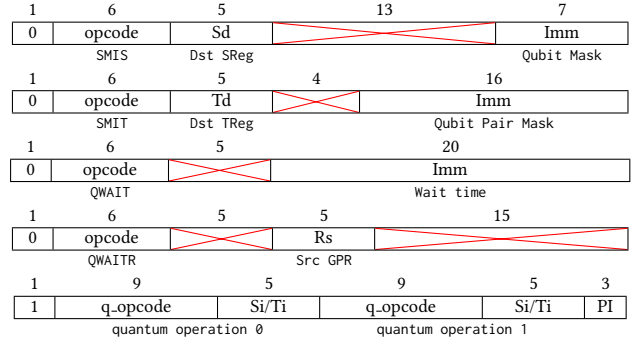 1 6 5 13 7
0 opcode Sd Imm
SMIS Dst SReg Qubit Mask
1 6 5 4 16
0 opcode Td Imm
SMIT Dst TReg Qubit Pair Mask
1 6 5 20
0 opcode Imm
QWAIT Wait time
1 6 5 5 15
0 opcode Rs
QWAITR Src GPR
1 9 5 9 5 3
1 q_opcode Si/Ti q_opcode Si/Ti PI
quantum operation 0 quantum operation 1